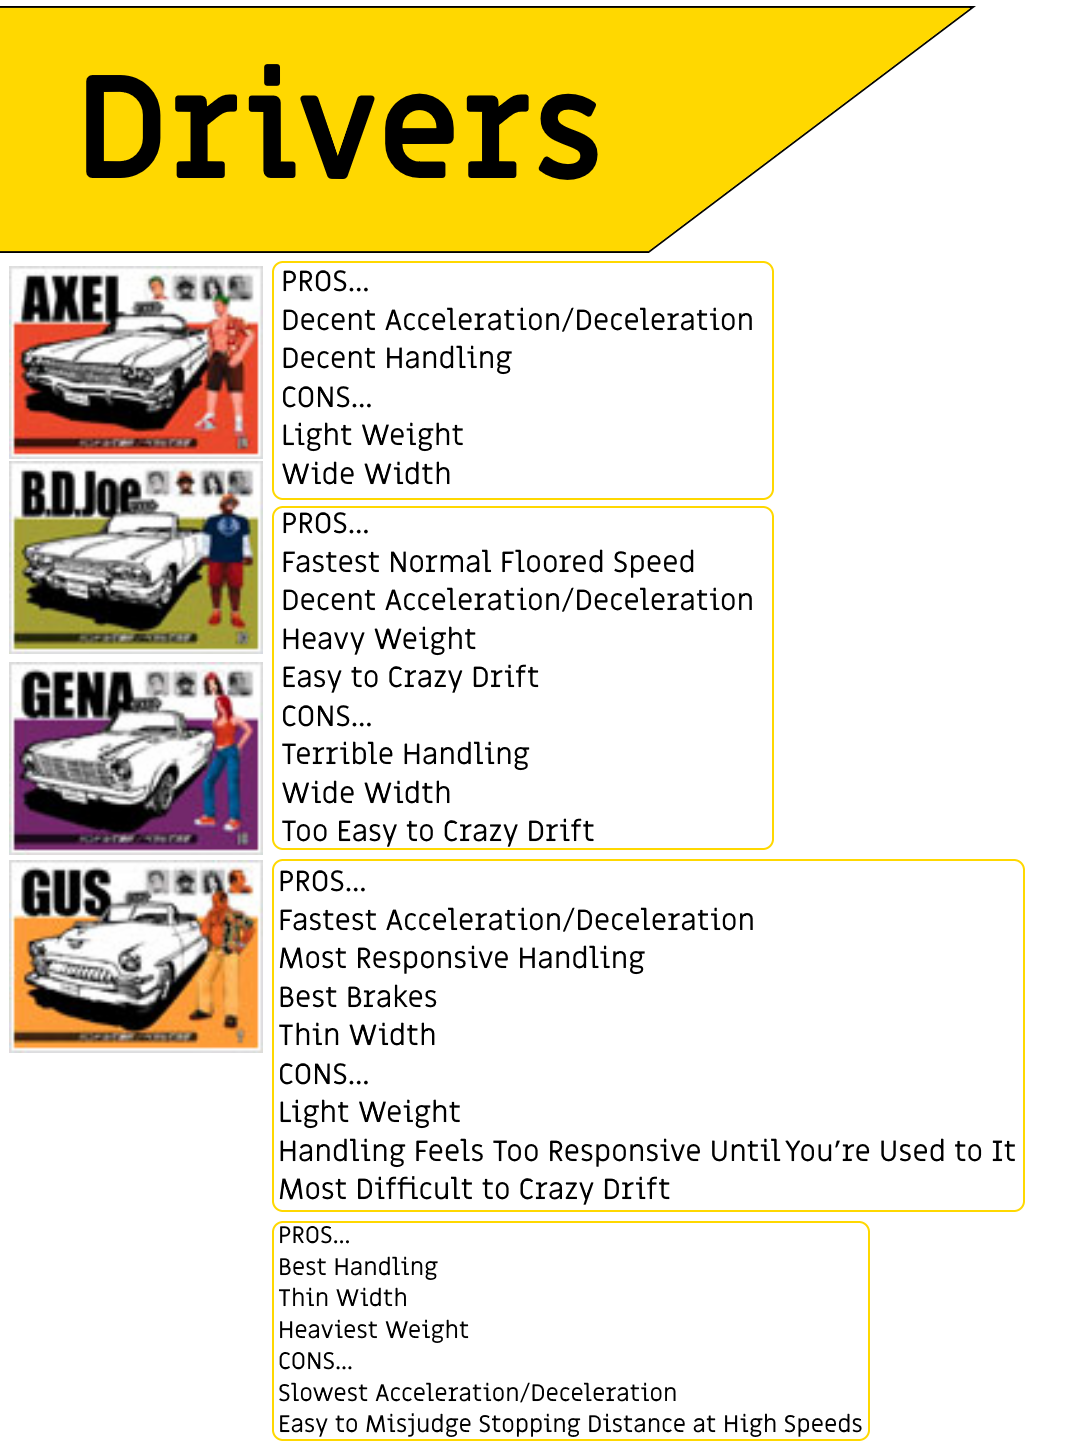 Drivers
AXEL
PROS...
Decent Acceleration/Deceleration
Decent Handling
CONS...
Light Weight
Wide Width
B.D.Joe
PROS...
Fastest Normal Floored Speed
Decent Acceleration/Deceleration
Heavy Weight
Easy to Crazy Drift
CONS...
Terrible Handling
Wide Width
Too Easy to Crazy Drift
GENA
PROS...
Fastest Acceleration/Deceleration
Most Responsive Handling
Best Brakes
Thin Width
CONS...
Light Weight
Handling Feels Too Responsive Until You’re Used to It
Most Difficult to Crazy Drift
GUS
PROS...
Best Handling
Thin Width
Heaviest Weight
CONS...
Slowest Acceleration/Deceleration
Easy to Misjudge Stopping Distance at High Speeds